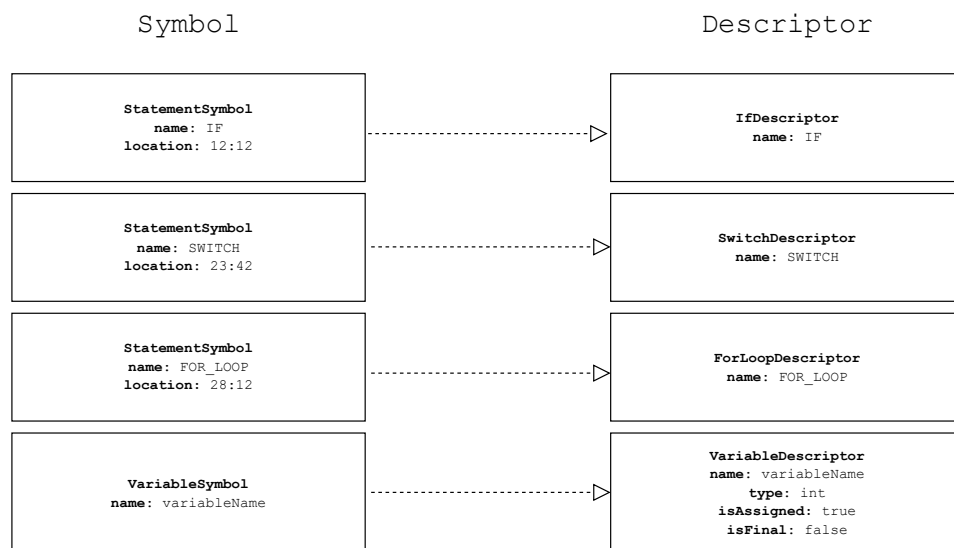 Symbol
Descriptor
StatementSymbol
name: IF
location: 12:12
IfDescriptor
name: IF
StatementSymbol
name: SWITCH
location: 23:42
SwitchDescriptor
name: SWITCH
StatementSymbol
name: FOR_LOOP
location: 28:12
ForLoopDescriptor
name: FOR_LOOP
VariableSymbol
name: variableName
VariableDescriptor
name: variableName
type: int
isAssigned: true
isFinal: false